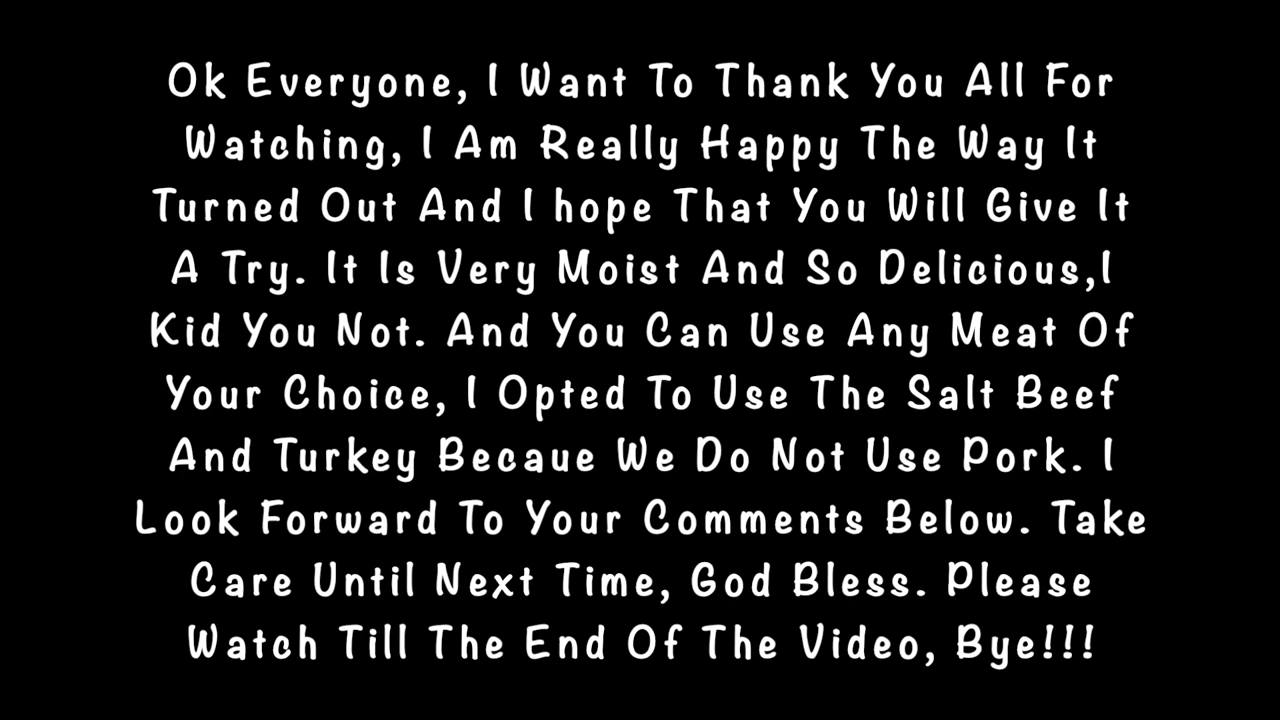 Ok Everyone, I Want To Thank You All For
Watching, I Am Really Happy The Way It
Turned Out And I hope That You Will Give It
A Try. It Is Very Moist And So Delicious,I
Kid You Not. And You Can Use Any Meat Of
Your Choice, I Opted To Use The Salt Beef
And Turkey Becaue We Do Not Use Pork. I
Look Forward To Your Comments Below. Take
Care Until Next Time, God Bless. Please
Watch Till The End Of The Video, Bye!!!